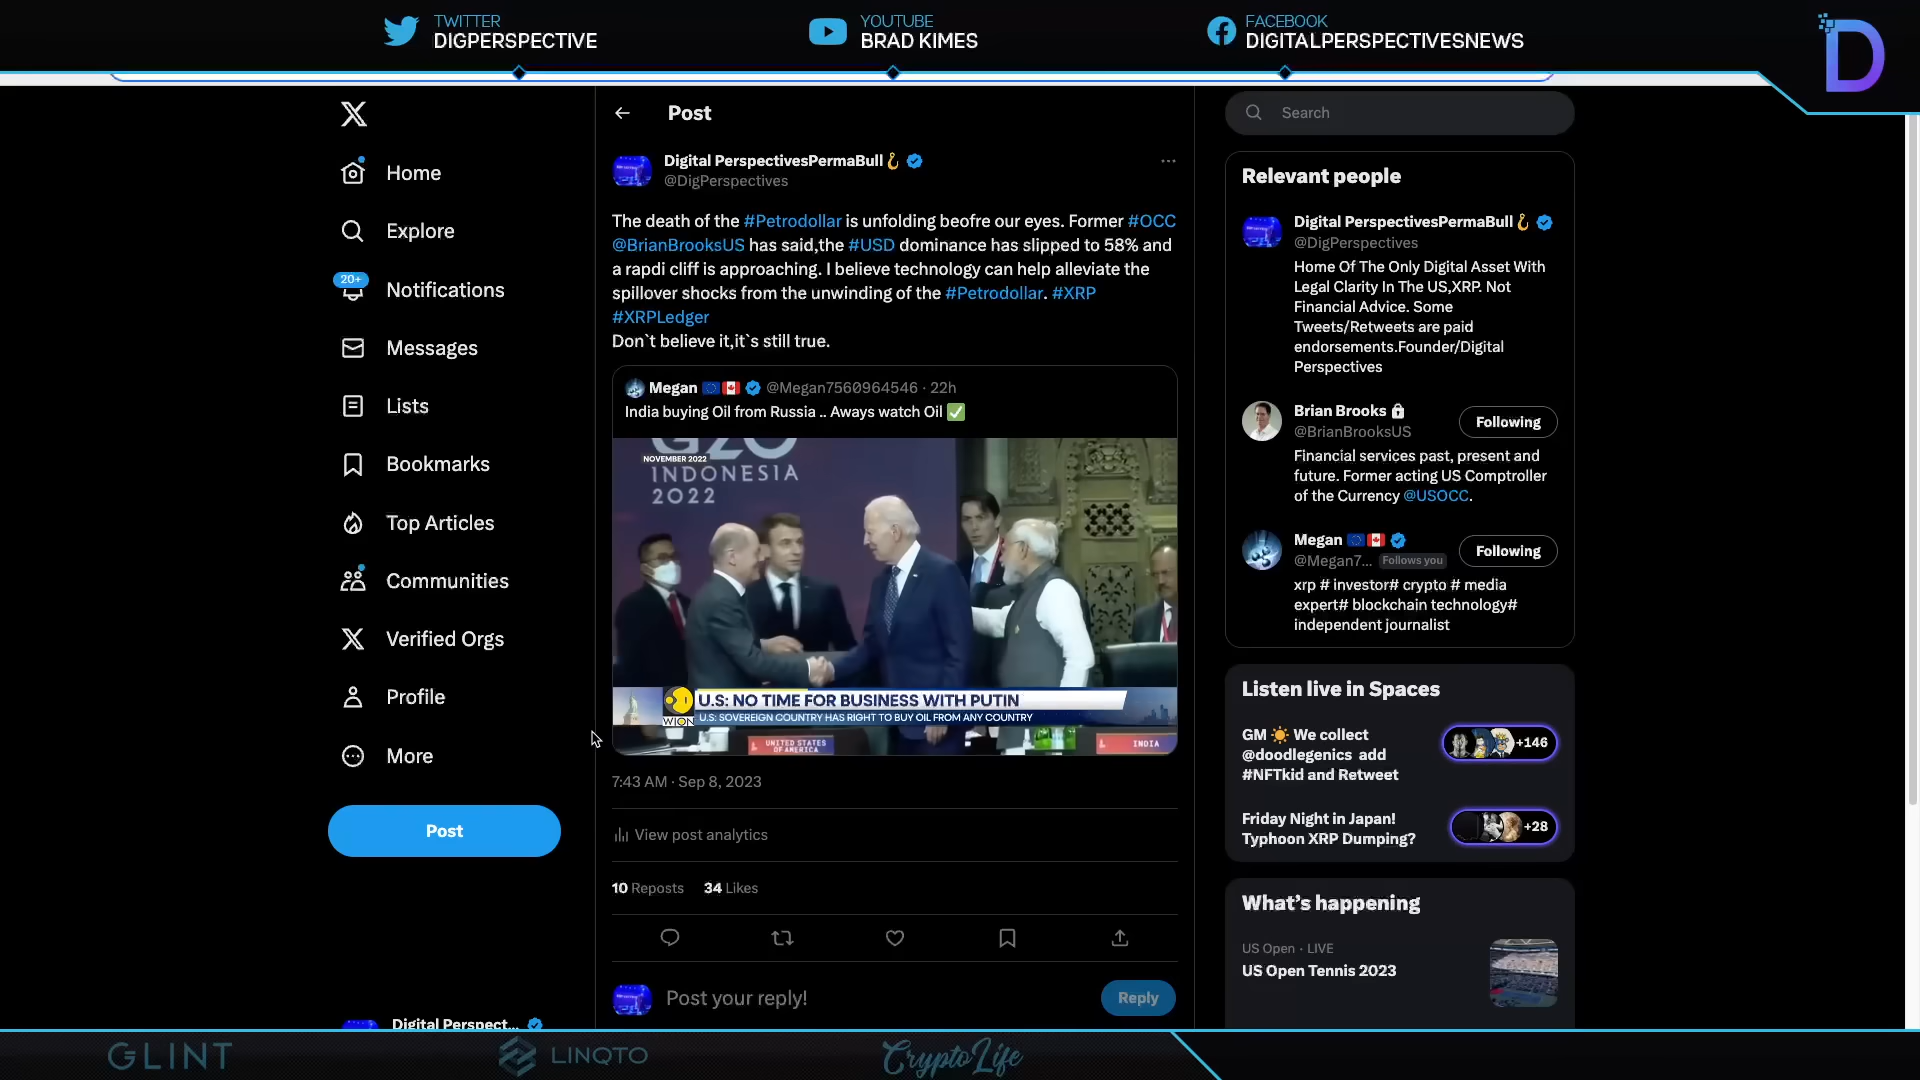 TWITTER
DIGPERSPECTIVE
YOUTUBE
BRAD KIMES
FACEBOOK
DIGITALPERSPECTIVESNEWS
D
Home
Explore
20+
Notifications
Messages
Lists
Bookmarks
Top Articles
Communities
Verified Orgs
Profile
More
Post
Digital Perspect...
Post
Digital PerspectivesPermaBull
@DigPerspectives
The death of the #Petrodollar is unfolding beofre our eyes. Former #OCC
@BrianBrooksUS has said,the #USD dominance has slipped to 58% and
a rapdi cliff is approaching. I believe technology can help alleviate the
spillover shocks from the unwinding of the #Petrodollar. #XRP
#XRPLedger
Don`t believe it,it`s still true.
Megan @Megan7560964546 · 22h
India buying Oil from Russia .. Aways watch Oil ✅
G20
NOVEMBER 2022
INDONESIA
2022
U.S: NO TIME FOR BUSINESS WITH PUTIN
WION
U.S: SOVEREIGN COUNTRY HAS RIGHT TO BUY OIL FROM ANY COUNTRY
UNITED STATES
OF AMERICA
INDIA
7:43 AM · Sep 8, 2023
View post analytics
10 Reposts 34 Likes
Post your reply!
Reply
Search
Relevant people
Digital PerspectivesPermaBull
@DigPerspectives
Home Of The Only Digital Asset With
Legal Clarity In The US,XRP. Not
Financial Advice. Some
Tweets/Retweets are paid
endorsements.Founder/Digital
Perspectives
Brian Brooks
@BrianBrooksUS
Following
Financial services past, present and
future. Former acting US Comptroller
of the Currency @USOCC.
Megan
@Megan7... Follows you
Following
xrp # investor# crypto # media
expert# blockchain technology#
independent journalist
Listen live in Spaces
GM ☀️ We collect
@doodlegenics add
#NFTkid and Retweet
+146
Friday Night in Japan!
Typhoon XRP Dumping?
+28
What's happening
US Open · LIVE
US Open Tennis 2023
GLINT
LINQTO
CryptoLife